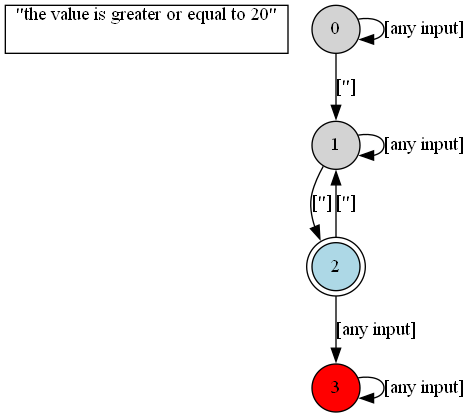 "the value is greater or equal to 20"
0
[any input]
["]
1
[any input]
["]
["]
2
[any input]
3
[any input]